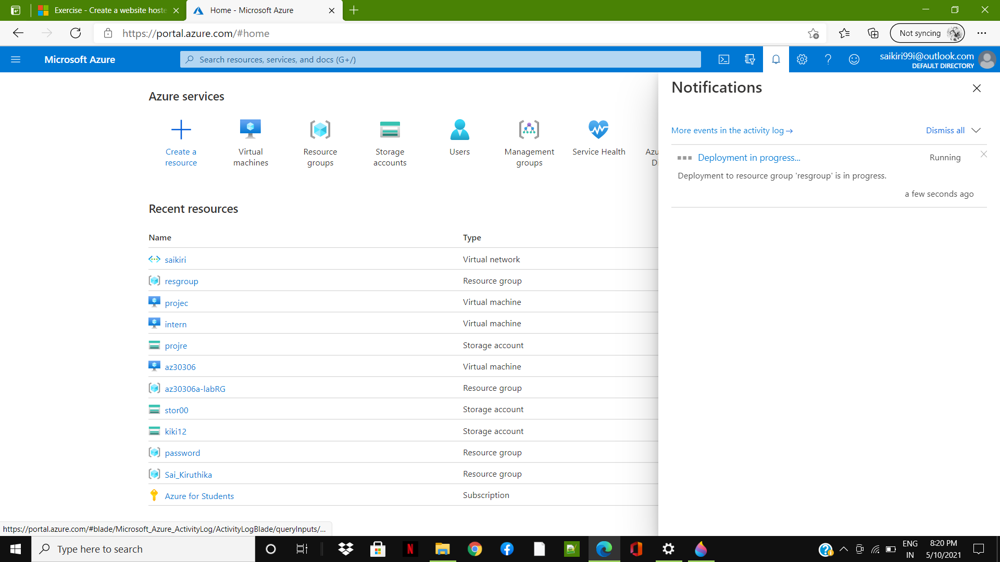 Exercise - Create a website hoste
Home - Microsoft Azure
https://portal.azure.com/#home
Not syncing
Microsoft Azure
Search resources, services, and docs (G+/)
saikiri99i@outlook.com
DEFAULT DIRECTORY
Azure services
Create a resource
Virtual machines
Resource groups
Storage accounts
Users
Management groups
Service Health
Azu
D
Recent resources
Name Type
saikiri Virtual network
resgroup Resource group
projec Virtual machine
intern Virtual machine
projre Storage account
az30306 Virtual machine
az30306a-labRG Resource group
stor00 Storage account
kiki12 Storage account
password Resource group
Sai_Kiruthika Resource group
Azure for Students Subscription
Notifications
More events in the activity log → Dismiss all
Deployment in progress... Running
Deployment to resource group 'resgroup' is in progress.
a few seconds ago
https://portal.azure.com/#blade/Microsoft_Azure_ActivityLog/ActivityLogBlade/queryInputs/...
Type here to search
ENG
IN
8:20 PM
5/10/2021